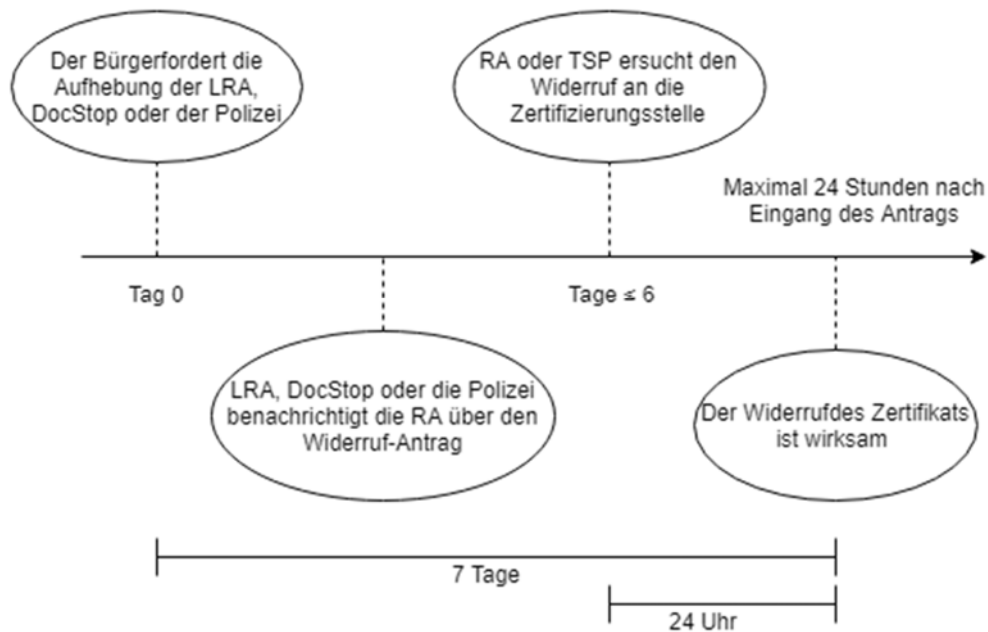 Der Bürgerfordert die
Aufhebung der LRA,
DocStop oder der Polizei
RA oder TSP ersucht den
Widerruf an die
Zertifizierungsstelle
Maximal 24 Stunden nach
Eingang des Antrags
Tag 0
Tage ≤ 6
LRA, DocStop oder die Polizei
benachrichtigt die RA über den
Widerruf-Antrag
Der Widerrufdes Zertifikats
ist wirksam
7 Tage
24 Uhr